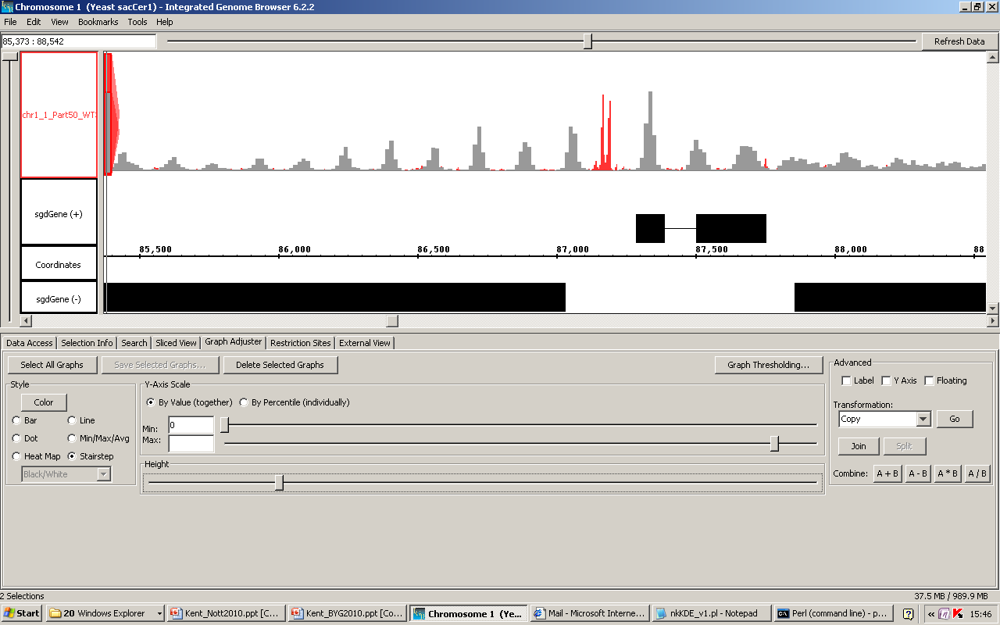 Chromosome 1 (Yeast sacCer1) - Integrated Genome Browser 6.2.2
File Edit View Bookmarks Tools Help
85,373 : 88,542 Refresh Data
chr1_1_Part50_WT
sgdGene (+)
85,500 86,000 86,500 87,000 87,500 88,000 88
Coordinates
sgdGene (-)
Data Access Selection Info Search Sliced View Graph Adjuster Restriction Sites External View
Select All Graphs Save Selected Graphs... Delete Selected Graphs Graph Thresholding... Advanced
Style Y-Axis Scale Label Y Axis Floating
Color By Value (together) By Percentile (individually)
Transformation:
Bar Line Min: 0 Copy Go
Dot Min/Max/Avg Max:
Join Split
Heat Map Stairstep Height
Black/White Combine: A + B A - B A * B A / B
2 Selections 37.5 MB / 989.9 MB
Start 20 Windows Explorer Kent_Nott2010.ppt [C... Kent_BYG2010.ppt [Co... Chromosome 1 (Ye... Mail - Microsoft Interne... nkKDE_v1.pl - Notepad Perl (command line) - p... « 15:46